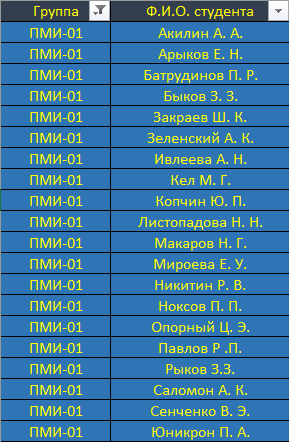 Группа Ф.И.О. студента
ПМИ-01 Акилин А. А.
ПМИ-01 Арыков Е. Н.
ПМИ-01 Батрудинов П. Р.
ПМИ-01 Быков З. З.
ПМИ-01 Закраев Ш. К.
ПМИ-01 Зеленский А. К.
ПМИ-01 Ивлеева А. Н.
ПМИ-01 Кел М. Г.
ПМИ-01 Копчин Ю. П.
ПМИ-01 Листопадова Н. Н.
ПМИ-01 Макаров Н. Г.
ПМИ-01 Мироева Е. У.
ПМИ-01 Никитин Р. В.
ПМИ-01 Ноксов П. П.
ПМИ-01 Опорный Ц. Э.
ПМИ-01 Павлов Р .П.
ПМИ-01 Рыков З.З.
ПМИ-01 Саломон А. К.
ПМИ-01 Сенченко В. Э.
ПМИ-01 Юникрон П. А.